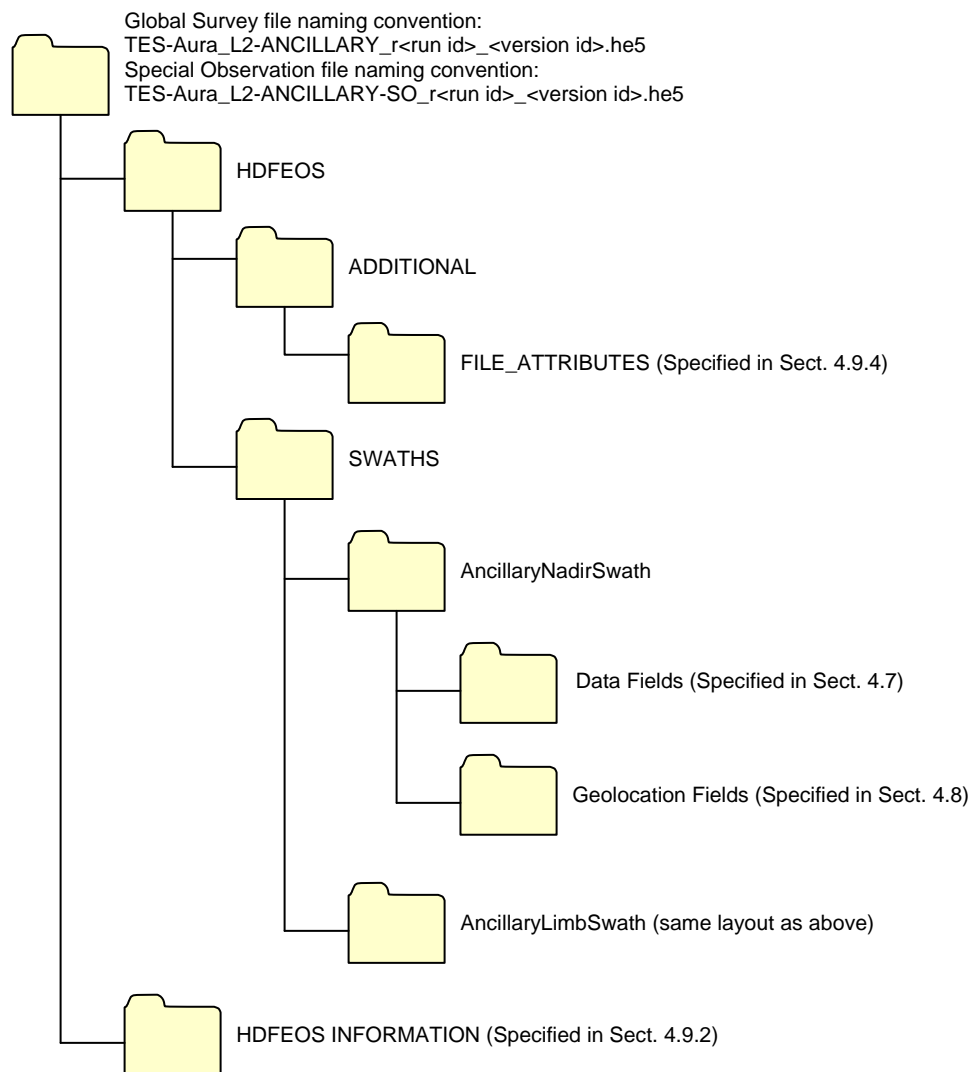 Global Survey file naming convention:
TES-Aura_L2-ANCILLARY_r<run id>_<version id>.he5
Special Observation file naming convention:
TES-Aura_L2-ANCILLARY-SO_r<run id>_<version id>.he5
HDFEOS
ADDITIONAL
FILE_ATTRIBUTES (Specified in Sect. 4.9.4)
SWATHS
AncillaryNadirSwath
Data Fields (Specified in Sect. 4.7)
Geolocation Fields (Specified in Sect. 4.8)
AncillaryLimbSwath (same layout as above)
HDFEOS INFORMATION (Specified in Sect. 4.9.2)